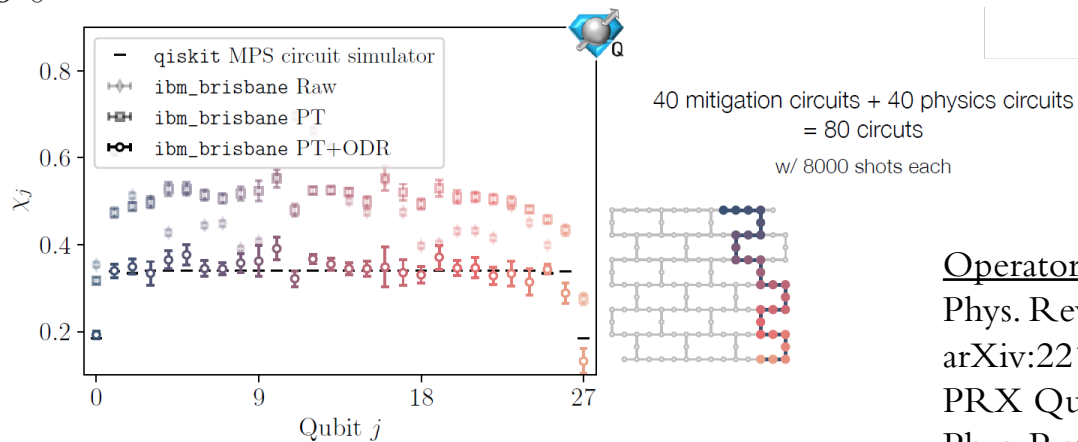 qiskit MPS circuit simulator
ibm_brisbane Raw
ibm_brisbane PT
ibm_brisbane PT+ODR
Q
0.8
0.6
0.4
0.2
χj
0
9
18
27
Qubit j
40 mitigation circuits + 40 physics circuits
= 80 circuts
w/ 8000 shots each
Operator
Phys. Rev
arXiv:22
PRX Qu